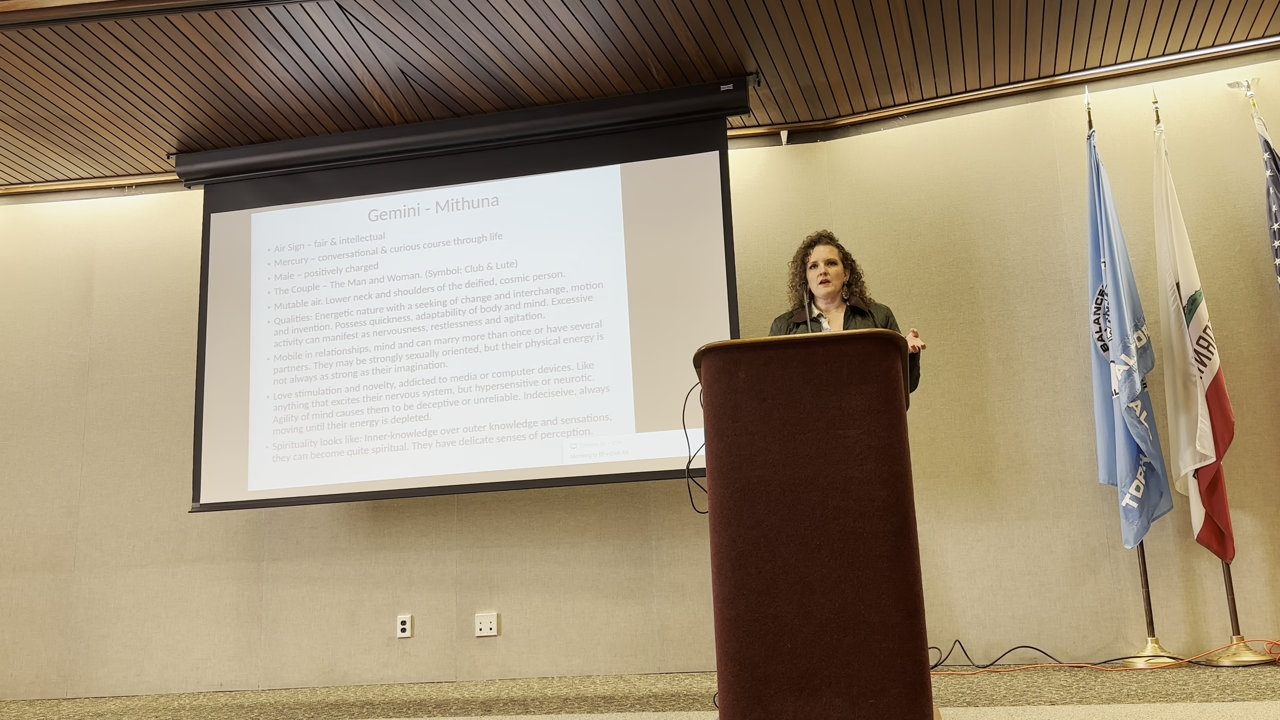 Gemini - Mithuna
• Air Sign – fair & intellectual
• Mercury – conversational & curious course through life
• Male – positively charged
• The Couple – The Man and Woman. (Symbol: Club & Lute)
• Mutable air. Lower neck and shoulders of the deified, cosmic person.
• Qualities: Energetic nature with a seeking of change and interchange, motion
and invention. Possess quickness, adaptability of body and mind. Excessive
activity can manifest as nervousness, restlessness and agitation.
• Mobile in relationships, mind and can marry more than once or have several
partners. They may be strongly sexually oriented, but their physical energy is
not always as strong as their imagination.
• Love stimulation and novelty, addicted to media or computer devices. Like
anything that excites their nervous system, but hypersensitive or neurotic.
Agility of mind causes them to be deceptive or unreliable. Indeciseive, always
moving until their energy is depleted.
• Spirituality looks like: Inner-knowledge over outer knowledge and sensations,
they can become quite spiritual. They have delicate senses of perception.
BALANCE